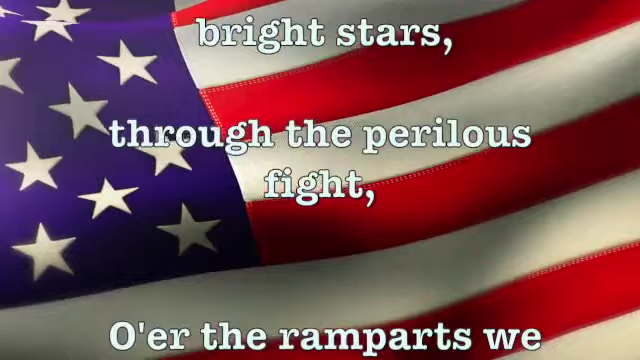 bright stars,
through the perilous
fight,
O'er the ramparts we